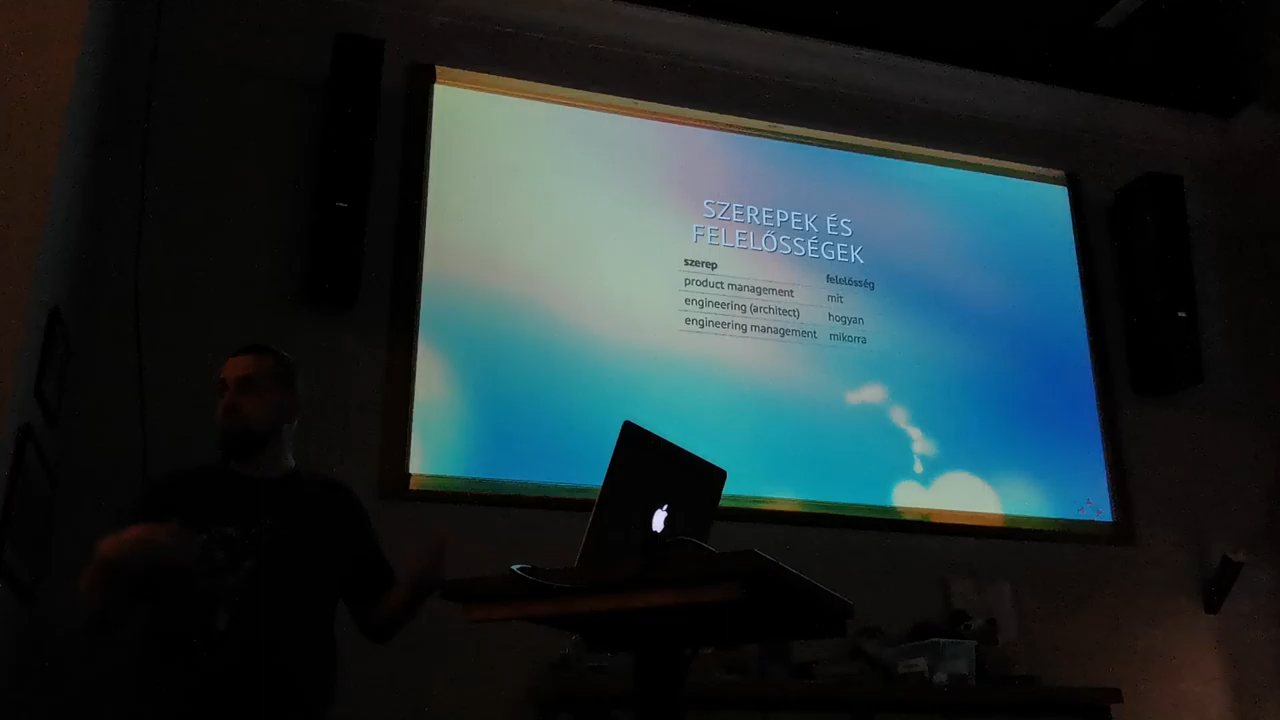 SZEREPEK ÉS
FELELŐSSÉGEK
szerep felelősség
product management mit
engineering (architect) hogyan
engineering management mikorra